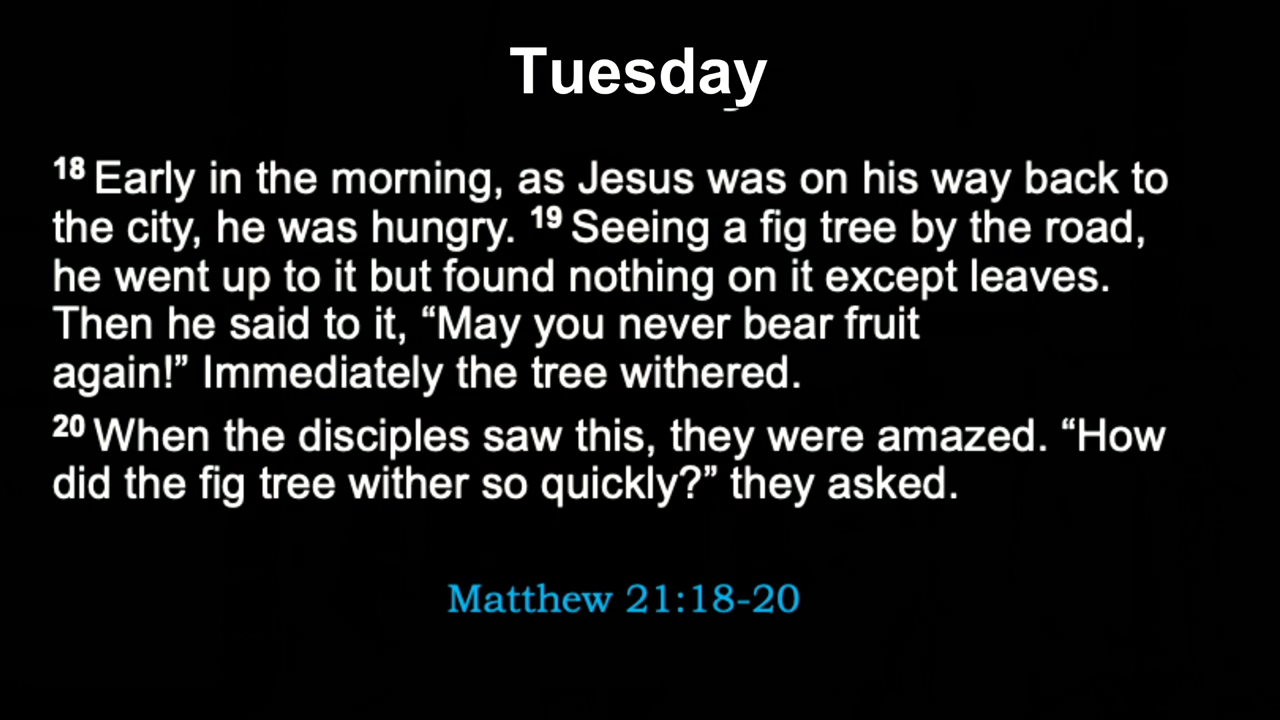 Tuesday
18 Early in the morning, as Jesus was on his way back to
the city, he was hungry. 19 Seeing a fig tree by the road,
he went up to it but found nothing on it except leaves.
Then he said to it, “May you never bear fruit
again!” Immediately the tree withered.
20 When the disciples saw this, they were amazed. “How
did the fig tree wither so quickly?” they asked.
Matthew 21:18-20